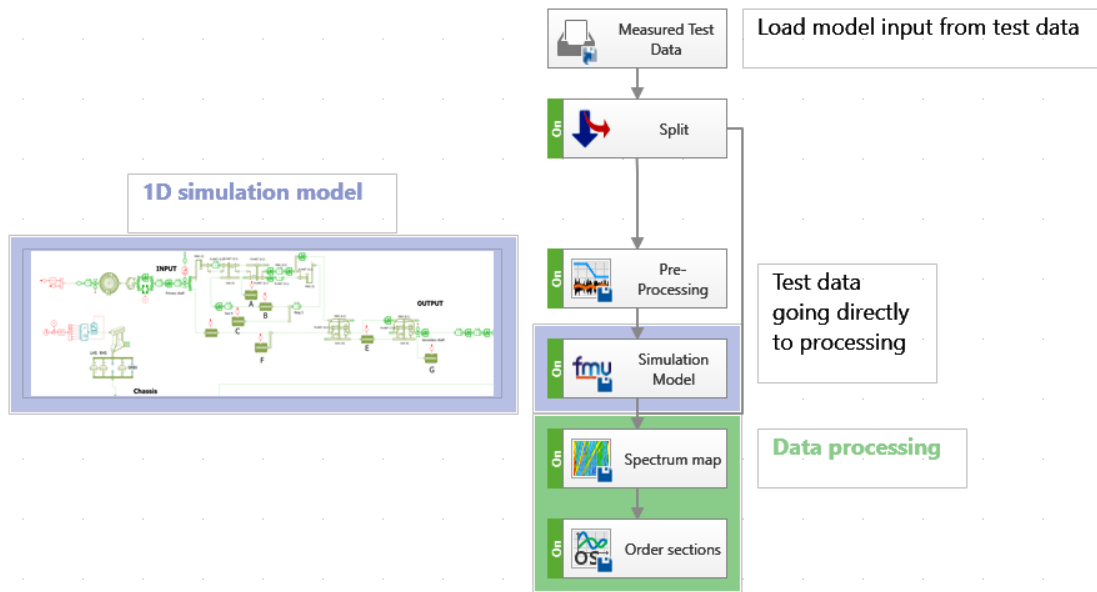 Measured Test
Data
Load model input from test data
On
Split
1D simulation model
INPUT
A
B
C
OUTPUT
E
F
G
Chassis
On
Pre-
Processing
Test data
going directly
to processing
On
fmu
Simulation
Model
On
Spectrum map
Data processing
On
OS
Order sections